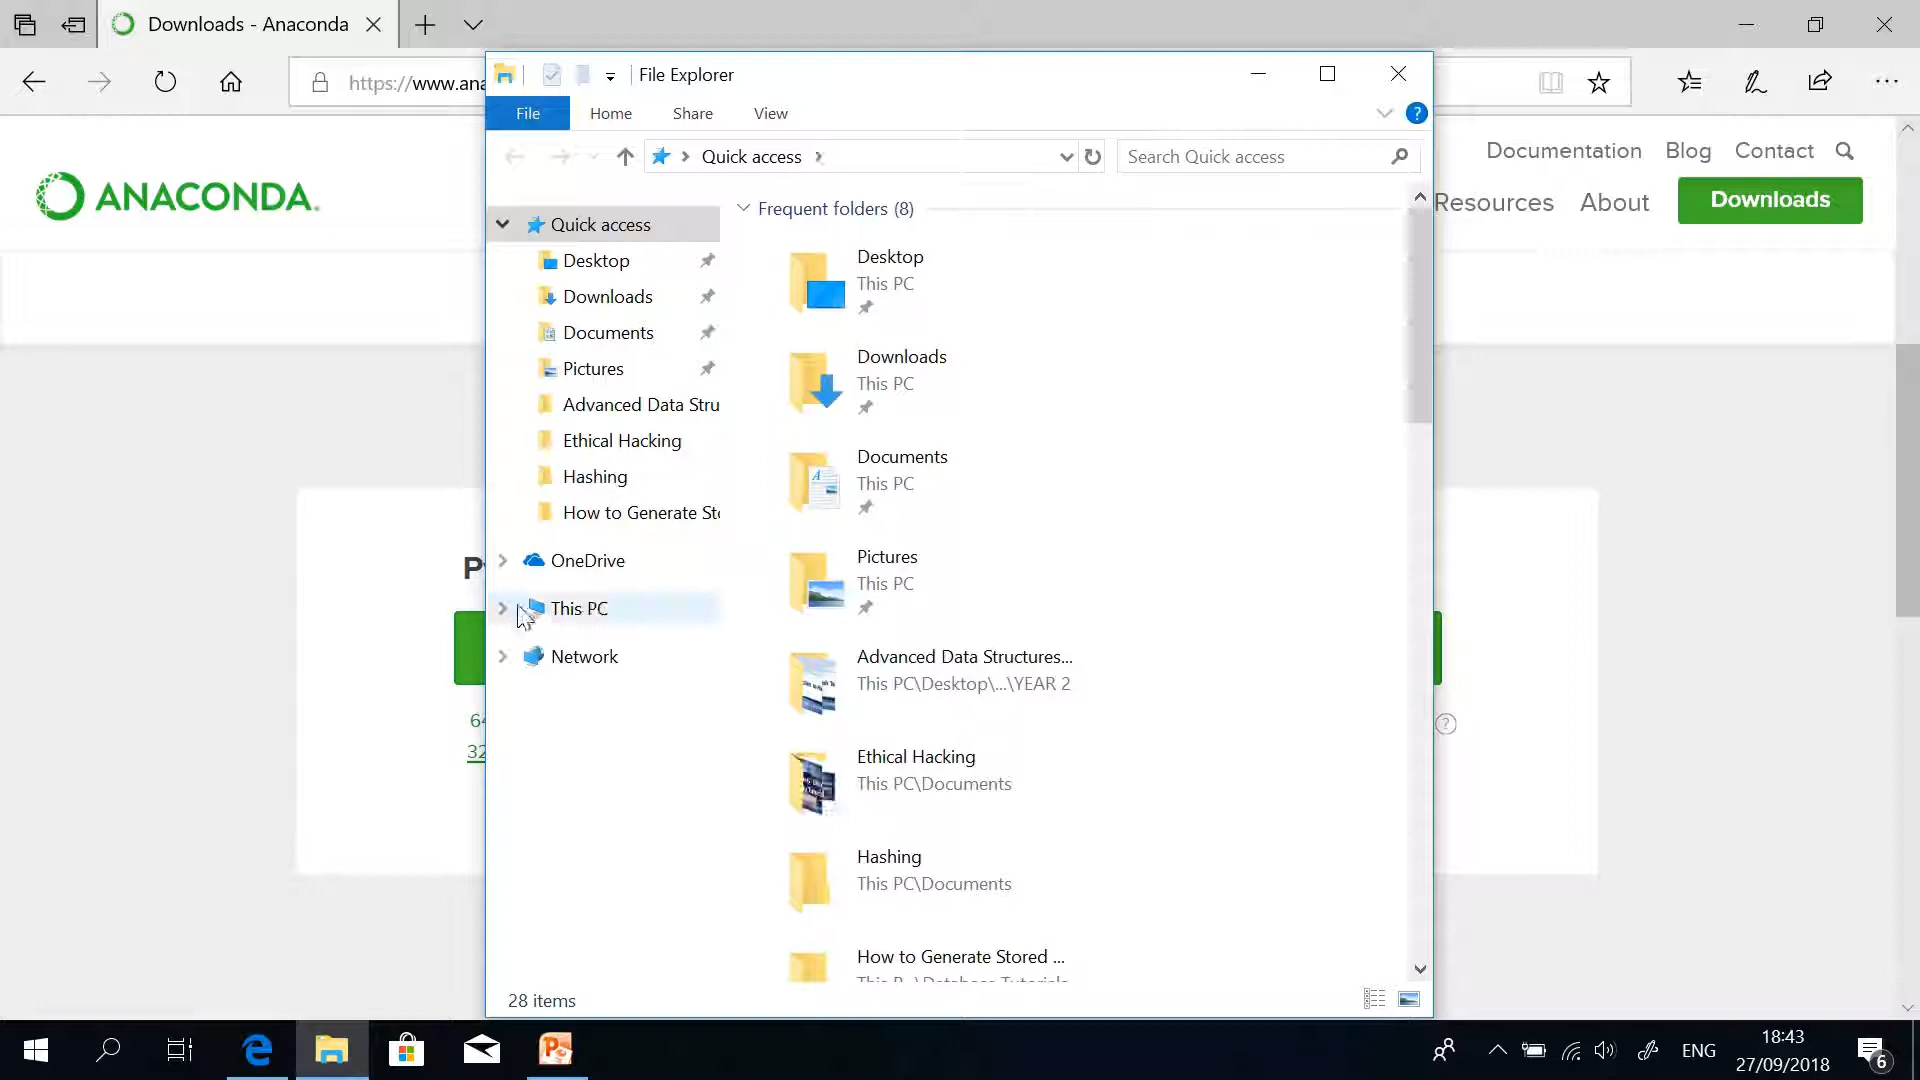 Downloads - Anaconda
https://www.ana
File Explorer
File
Home
Share
View
Quick access
Search Quick access
Documentation
Blog
Contact
ANACONDA.
Resources
About
Downloads
Quick access
Desktop
Downloads
Documents
Pictures
Advanced Data Stru
Ethical Hacking
Hashing
How to Generate Sto
OneDrive
This PC
Network
Frequent folders (8)
Desktop
This PC
Downloads
This PC
Documents
This PC
Pictures
This PC
Advanced Data Structures...
This PC\Desktop\...\YEAR 2
Ethical Hacking
This PC\Documents
Hashing
This PC\Documents
How to Generate Stored ...
28 items
ENG
18:43
27/09/2018
6